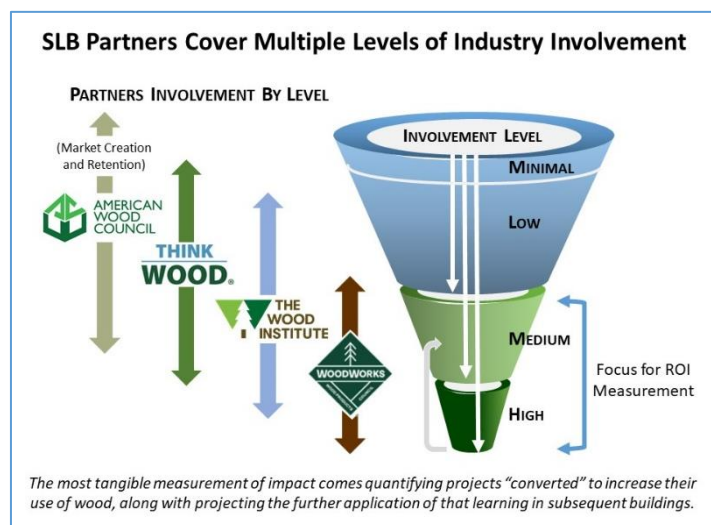 SLB Partners Cover Multiple Levels of Industry Involvement
PARTNERS INVOLVEMENT BY LEVEL
(Market Creation
and Retention)
AMERICAN
WOOD
COUNCIL
THINK
WOOD®
THE
WOOD
INSTITUTE
WOODWORKS
WOOD PRODUCTS COUNCIL
INVOLVEMENT LEVEL
MINIMAL
LOW
MEDIUM
HIGH
Focus for ROI
Measurement
The most tangible measurement of impact comes quantifying projects “converted” to increase their
use of wood, along with projecting the further application of that learning in subsequent buildings.